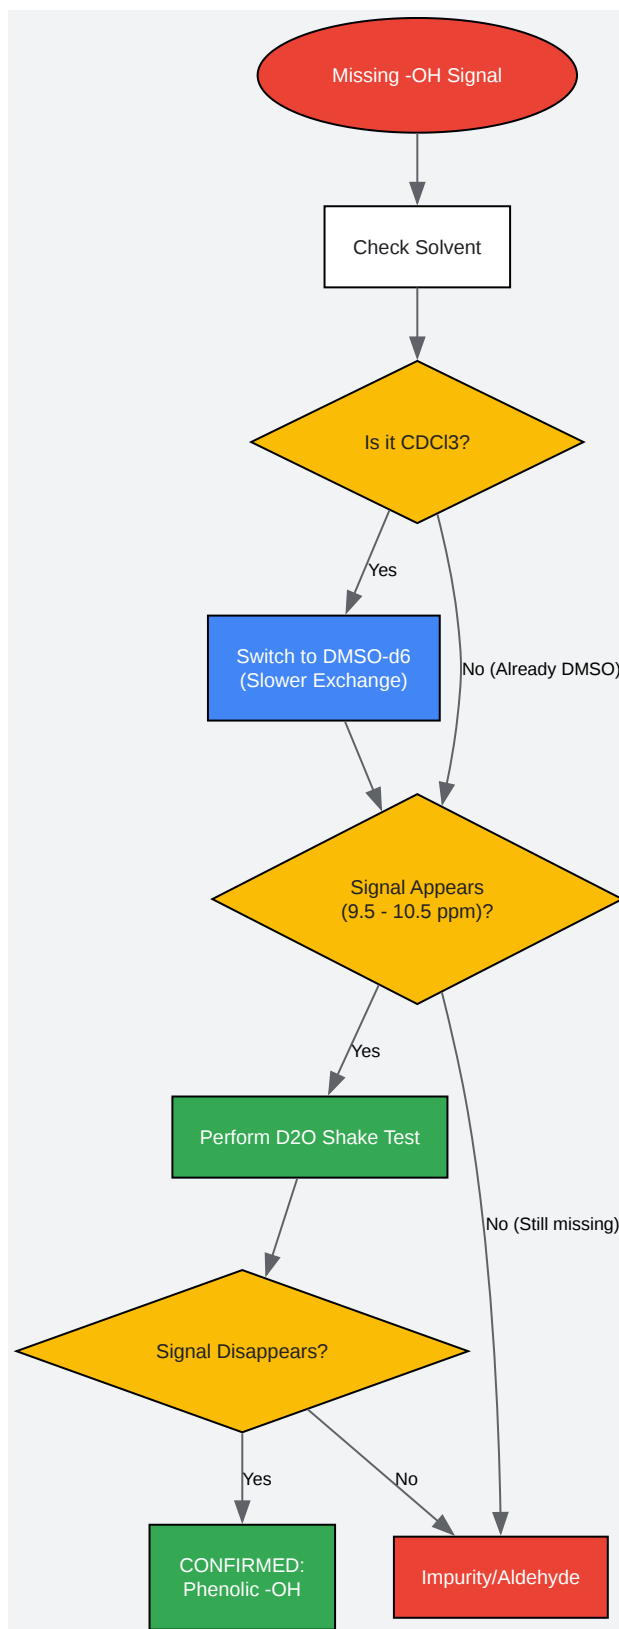 Missing -OH Signal
Check Solvent
Is it CDCl3?
Yes
Switch to DMSO-d6
(Slower Exchange)
No (Already DMSO)
Signal Appears
(9.5 - 10.5 ppm)?
Yes
Perform D2O Shake Test
No (Still missing)
Signal Disappears?
Yes
No
CONFIRMED:
Phenolic -OH
Impurity/Aldehyde